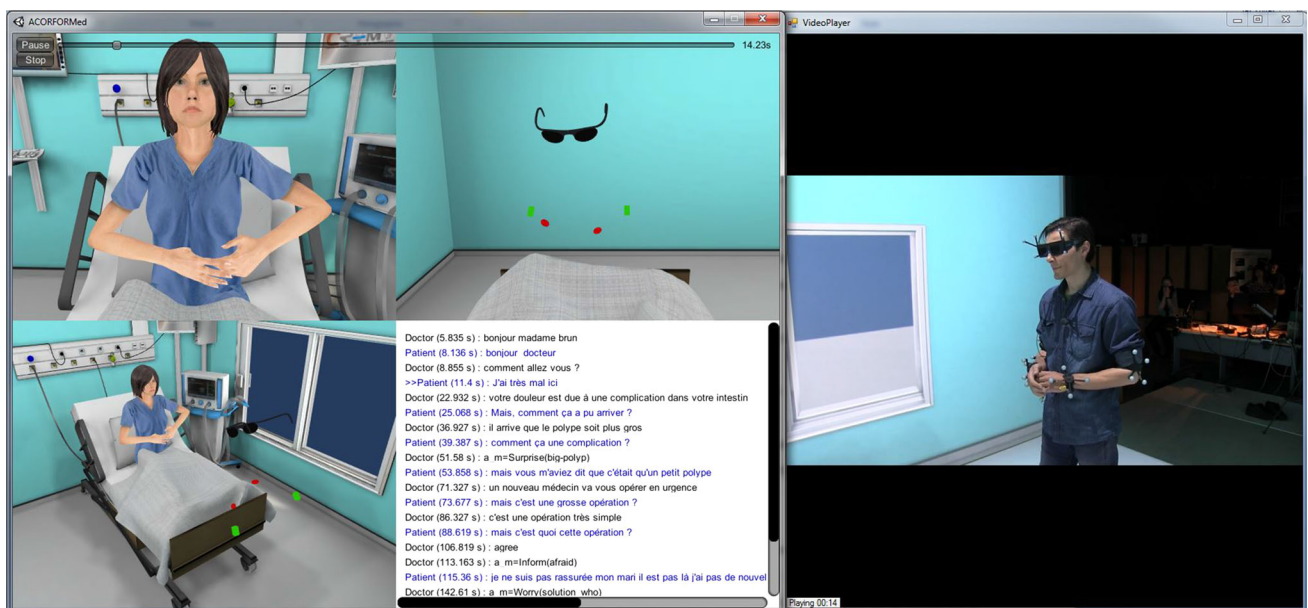 ACORFORMed
VideoPlayer
Pause
14.23s
Stop
Doctor (5.835 s) : bonjour madame brun
Patient (8.136 s) : bonjour docteur
Doctor (8.855 s) : comment allez vous ?
>>Patient (11.4 s) : J'ai très mal ici
Doctor (22.932 s) : votre douleur est due à une complication dans votre intestin
Patient (25.068 s) : Mais, comment ça a pu arriver ?
Doctor (36.927 s) : il arrive que le polype soit plus gros
Patient (39.387 s) : comment ça une complication ?
Doctor (51.58 s) : a_m=Surprise(big-polyp)
Patient (53.858 s) : mais vous m'aviez dit que c'était qu'un petit polype
Doctor (71.327 s) : un nouveau médecin va vous opérer en urgence
Patient (73.677 s) : mais c'est une grosse opération ?
Doctor (86.327 s) : c'est une opération très simple
Patient (88.619 s) : mais c'est quoi cette opération ?
Doctor (106.819 s) : agree
Doctor (113.163 s) : a_m=Inform(afraid)
Patient (115.36 s) : je ne suis pas rassurée mon mari il est pas là j'ai pas de nouvel
Doctor (142.61 s) : a_m=Worry(solution_who)
Playing 00:14